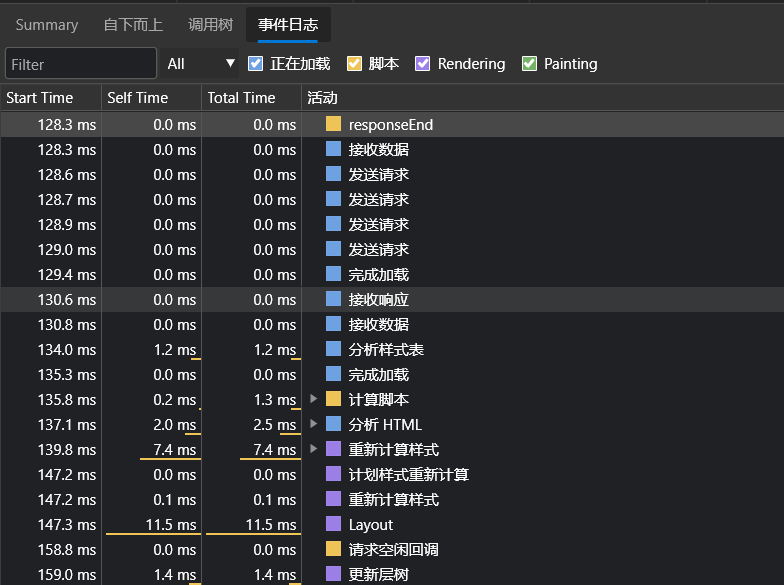 Summary 自下而上 调用树 事件日志
Filter All 正在加载 脚本 Rendering Painting
Start Time Self Time Total Time 活动
128.3 ms 0.0 ms 0.0 ms responseEnd
128.3 ms 0.0 ms 0.0 ms 接收数据
128.6 ms 0.0 ms 0.0 ms 发送请求
128.7 ms 0.0 ms 0.0 ms 发送请求
128.9 ms 0.0 ms 0.0 ms 发送请求
129.0 ms 0.0 ms 0.0 ms 发送请求
129.4 ms 0.0 ms 0.0 ms 完成加载
130.6 ms 0.0 ms 0.0 ms 接收响应
130.8 ms 0.0 ms 0.0 ms 接收数据
134.0 ms 1.2 ms 1.2 ms 分析样式表
135.3 ms 0.0 ms 0.0 ms 完成加载
135.8 ms 0.2 ms 1.3 ms 计算脚本
137.1 ms 2.0 ms 2.5 ms 分析 HTML
139.8 ms 7.4 ms 7.4 ms 重新计算样式
147.2 ms 0.0 ms 0.0 ms 计划样式重新计算
147.2 ms 0.1 ms 0.1 ms 重新计算样式
147.3 ms 11.5 ms 11.5 ms Layout
158.8 ms 0.0 ms 0.0 ms 请求空闲回调
159.0 ms 1.4 ms 1.4 ms 更新层树